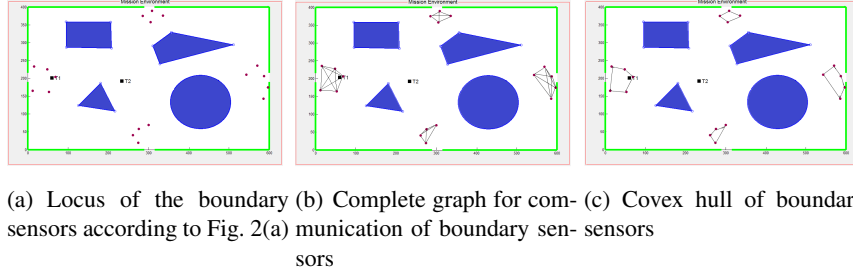 Mission Environment Mission Environment Mission Environment
T1 T2 T1 T2 T1 T2
(a) Locus of the boundary (b) Complete graph for com- (c) Covex hull of boundar
sensors according to Fig. 2(a) munication of boundary sen- sensors
sors